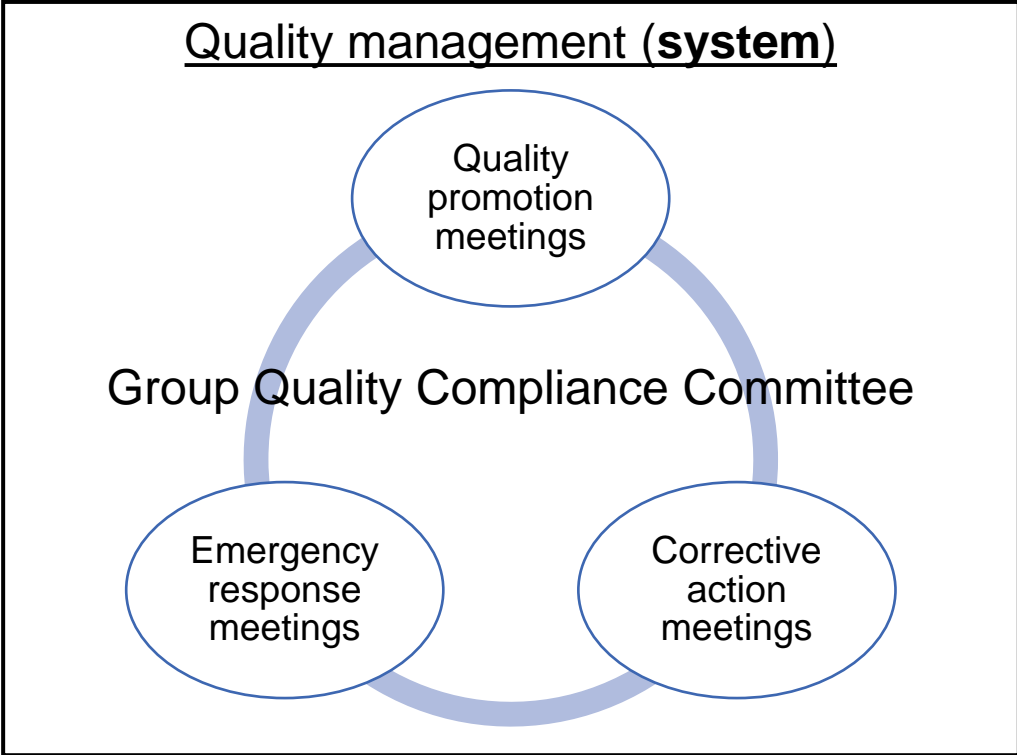 Quality management (system)
Quality
promotion
meetings
Group Quality Compliance Committee
Emergency
response
meetings
Corrective
action
meetings